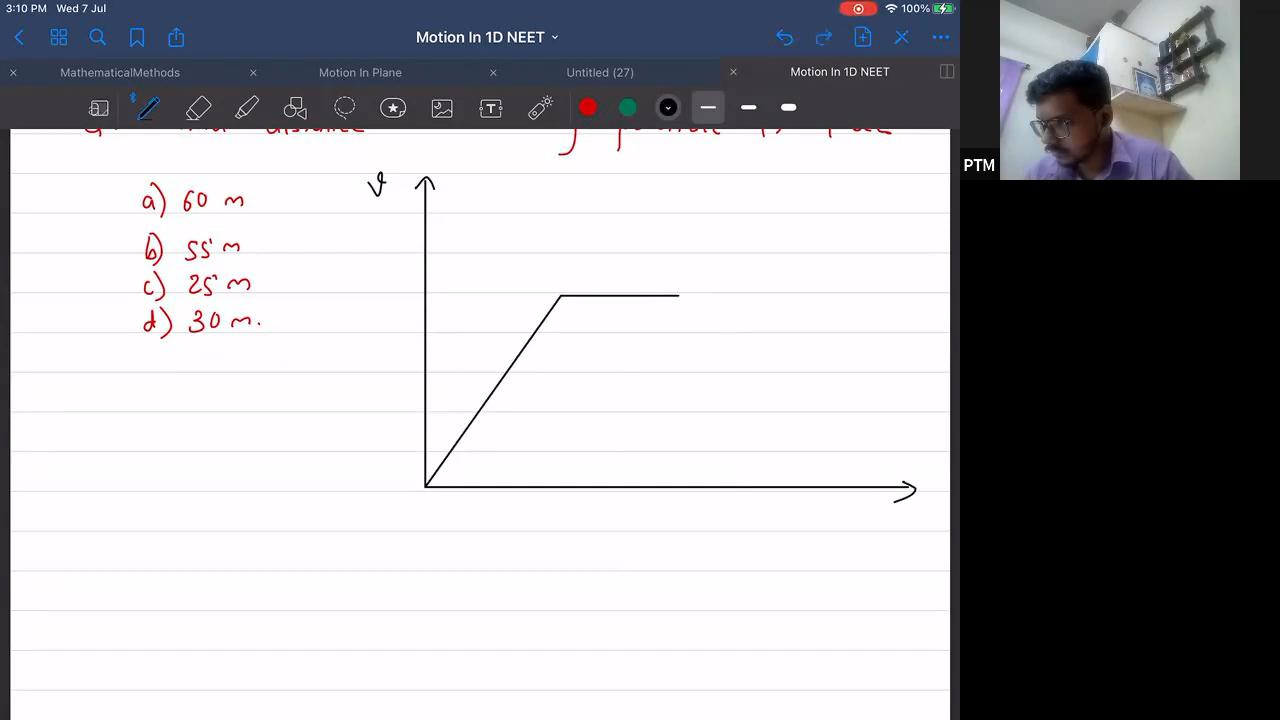 3:10 PM Wed 7 Jul
100%
Motion In 1D NEET
MathematicalMethods
Motion In Plane
Untitled (27)
Motion In 1D NEET
T
PTM
distance
a) 60 m
v
b) 55 m
c) 25 m
d) 30 m.